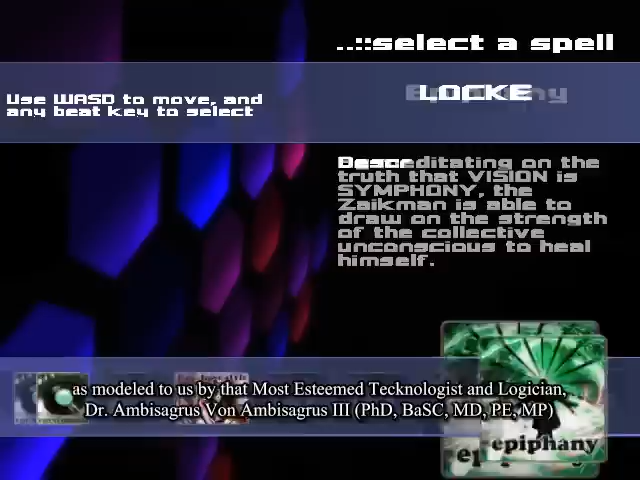 ..::select a spell
Use WASD to move, and
any beat key to select
LOCKE
Epiphany
ditating on the
truth that VISION is
SYMPHONY, the
Zaikman is able to
draw on the strength
of the collective
unconscious to heal
himself.
as modeled to us by that Most Esteemed Tecknologist and Logician,
Dr. Ambisagrus Von Ambisagrus III (PhD, BaSC, MD, PE, MP)
epiphany